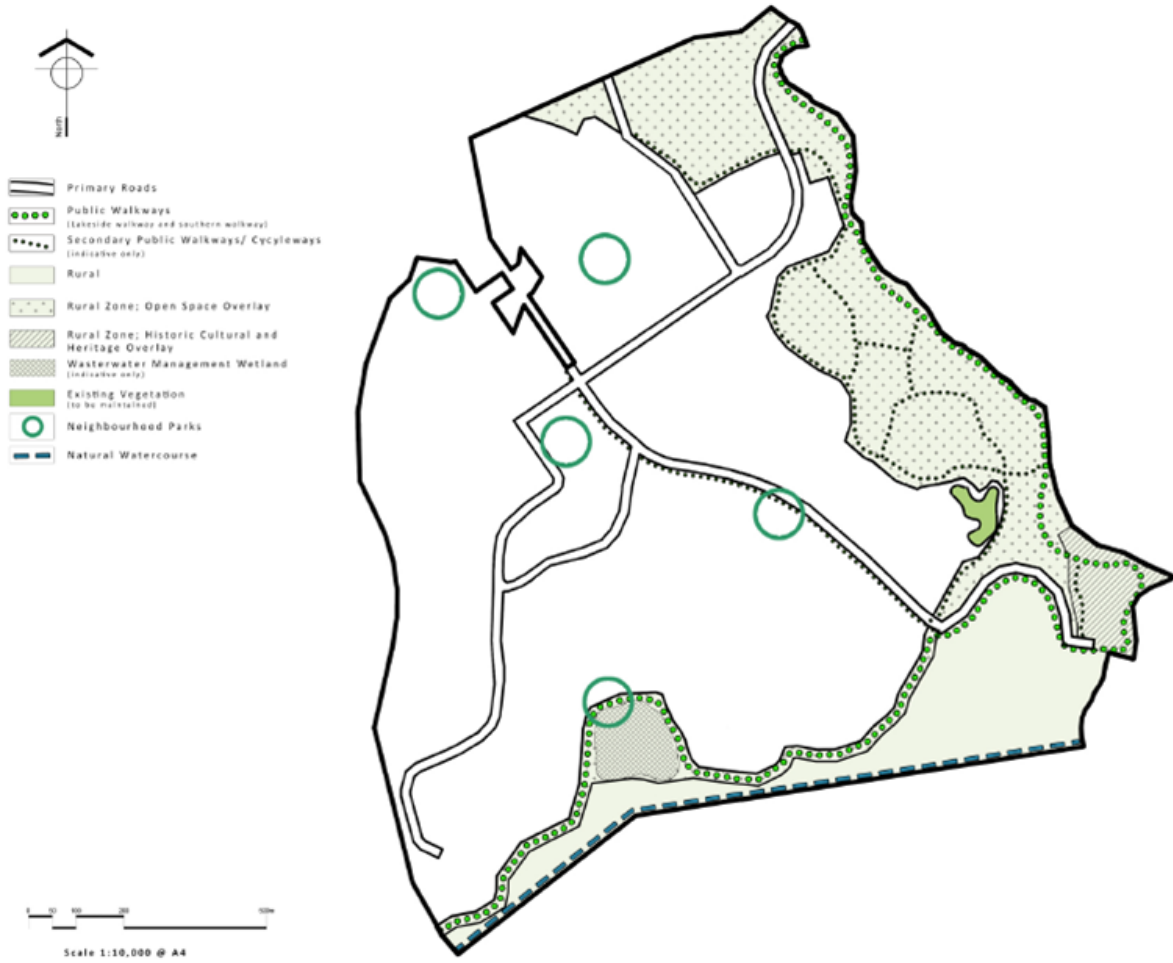 North
Primary Roads
Public Walkways
(Lakeside walkway and southern walkway)
Secondary Public Walkways/ Cycyleways
(indicative only)
Rural
Rural Zone; Open Space Overlay
Rural Zone; Historic Cultural and
Heritage Overlay
Wasterwater Management Wetland
(indicative only)
Existing Vegetation
(to be maintained)
Neighbourhood Parks
Natural Watercourse
0 50 100 200 500m
Scale 1:10,000 @ A4